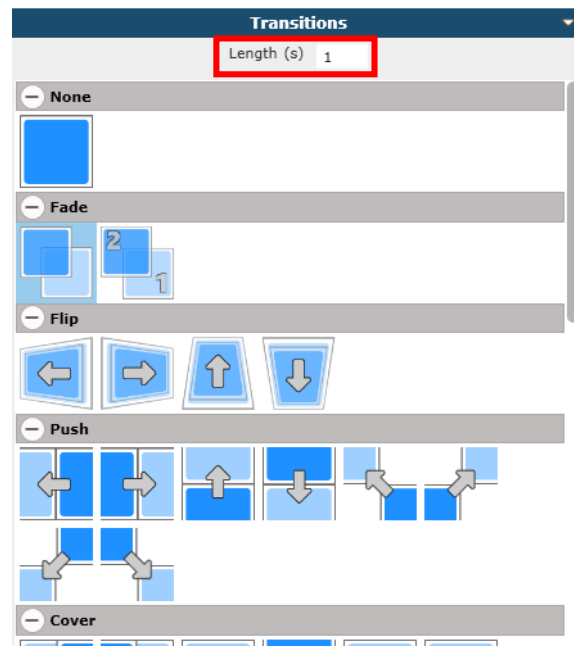 Transitions
Length (s) 1
None
Fade
2
1
Flip
Push
Cover